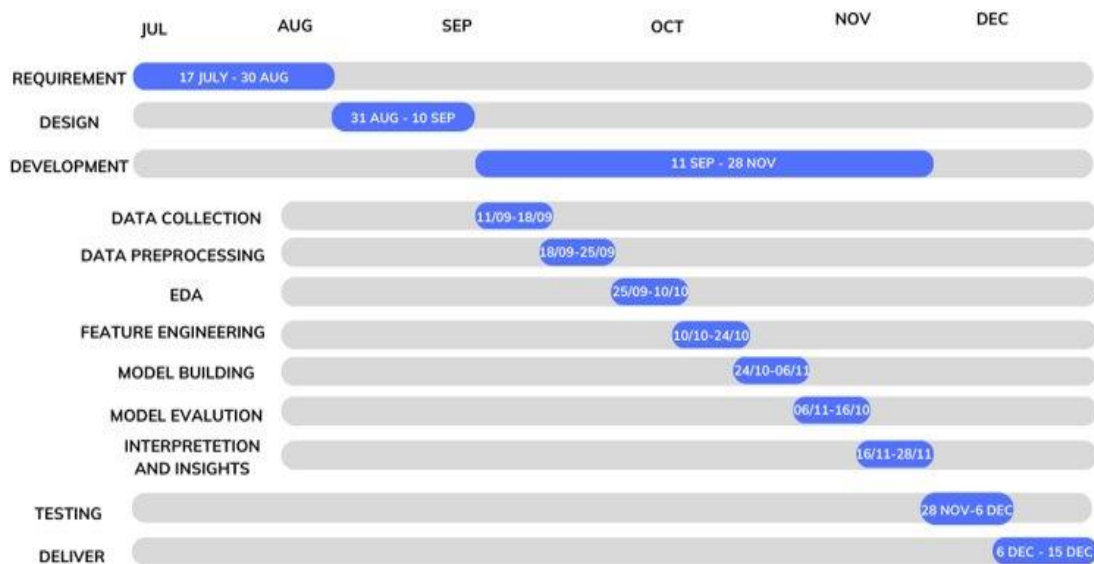 JUL AUG SEP OCT NOV DEC
REQUIREMENT 17 JULY - 30 AUG
DESIGN 31 AUG - 10 SEP
DEVELOPMENT 11 SEP - 28 NOV
DATA COLLECTION 11/09-18/09
DATA PREPROCESSING 18/09-25/09
EDA 25/09-10/10
FEATURE ENGINEERING 10/10-24/10
MODEL BUILDING 24/10-06/11
MODEL EVALUTION 06/11-16/10
INTERPRETETION
AND INSIGHTS 16/11-28/11
TESTING 28 NOV-6 DEC
DELIVER 6 DEC - 15 DEC